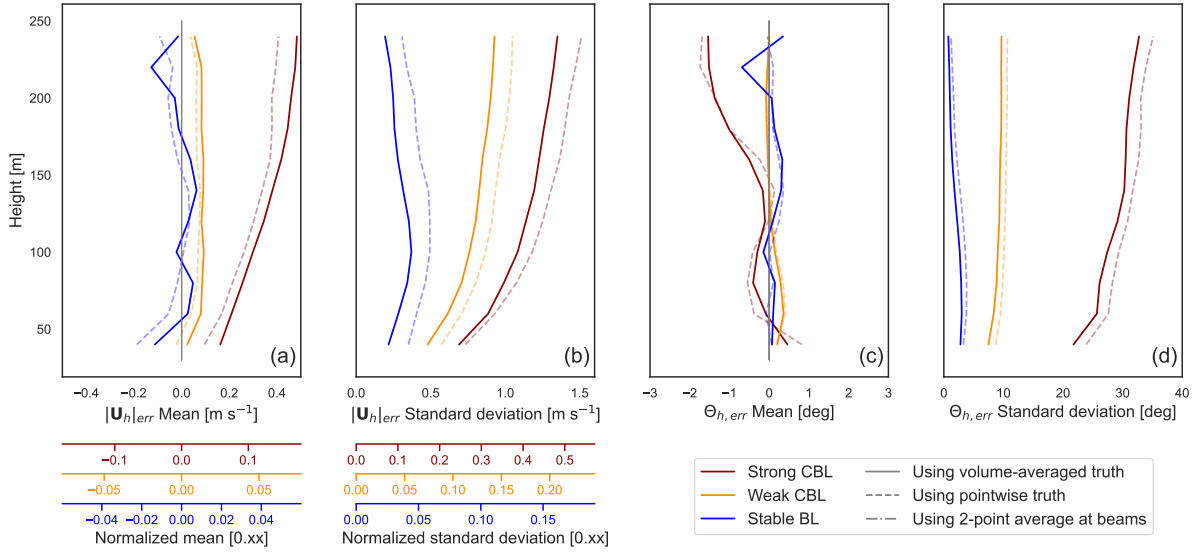 250
200
150
100
50
Height [m]
(a)
(b)
(c)
(d)
−0.4 −0.2 0.0 0.2 0.4
0.0 0.5 1.0 1.5
−3 −2 −1 0 1 2 3
0 10 20 30 40
|U_h|_err Mean [m s⁻¹]
|U_h|_err Standard deviation [m s⁻¹]
Θ_h,err Mean [deg]
Θ_h,err Standard deviation [deg]
−0.1 0.0 0.1
0.0 0.1 0.2 0.3 0.4 0.5
−0.05 0.00 0.05
0.00 0.05 0.10 0.15 0.20
−0.04 −0.02 0.00 0.02 0.04
0.00 0.05 0.10 0.15
Normalized mean [0.xx]
Normalized standard deviation [0.xx]
Strong CBL
Weak CBL
Stable BL
Using volume-averaged truth
Using pointwise truth
Using 2-point average at beams